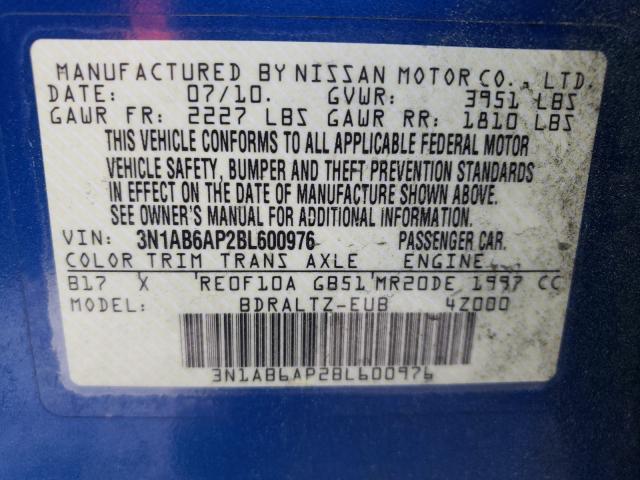 MANUFACTURED BY NISSAN MOTOR CO., LTD.
DATE: 07/10. GVWR: 3951 LBS
GAWR FR: 2227 LBS GAWR RR: 1810 LBS
THIS VEHICLE CONFORMS TO ALL APPLICABLE FEDERAL MOTOR
VEHICLE SAFETY, BUMPER AND THEFT PREVENTION STANDARDS
IN EFFECT ON THE DATE OF MANUFACTURE SHOWN ABOVE.
SEE OWNER'S MANUAL FOR ADDITIONAL INFORMATION.
VIN: 3N1AB6AP2BL600976 PASSENGER CAR.
COLOR TRIM TRANS AXLE ENGINE
B17 X RE0F10A GB51 MR20DE 1997 CC
BDRALTZ-EUB 4Z000
3N1AB6AP2BL600976